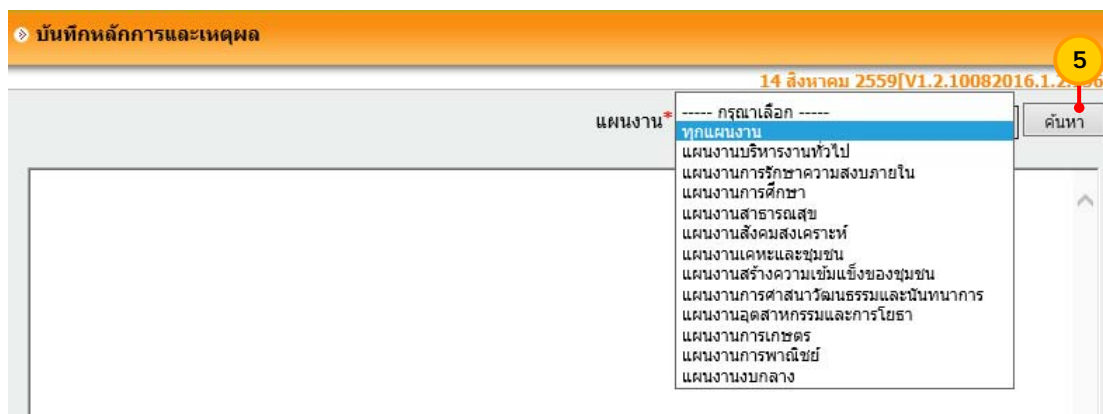 บันทึกหลักการและเหตุผล
5
14 สิงหาคม 2559[V1.2.10082016.1.2.
แผนงาน*
----- กรุณาเลือก -----
ค้นหา
ทุกแผนงาน
แผนงานบริหารงานทั่วไป
แผนงานการรักษาความสงบภายใน
แผนงานการศึกษา
แผนงานสาธารณสุข
แผนงานสังคมสงเคราะห์
แผนงานเคหะและชุมชน
แผนงานสร้างความเข้มแข็งของชุมชน
แผนงานการศาสนาวัฒนธรรมและนันทนาการ
แผนงานอุตสาหกรรมและการโยธา
แผนงานการเกษตร
แผนงานการพาณิชย์
แผนงานงบกลาง